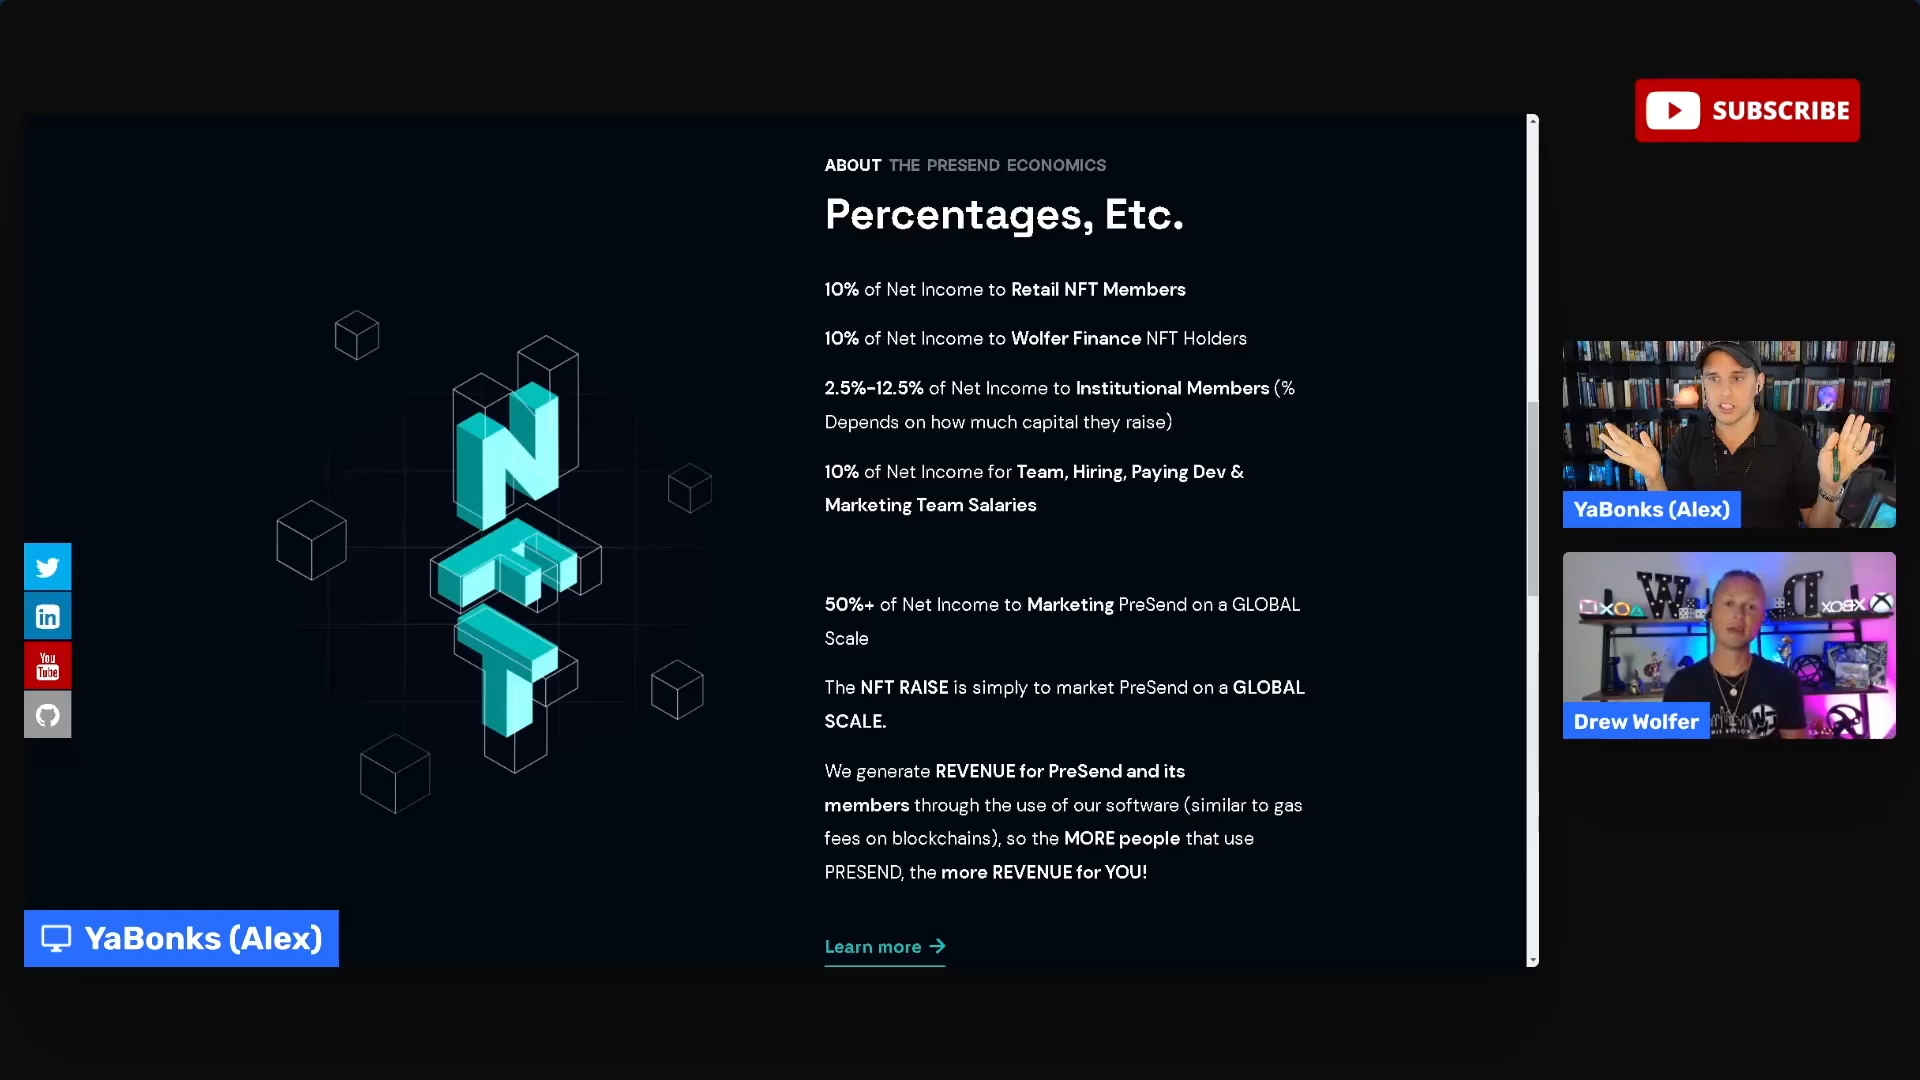 SUBSCRIBE
ABOUT THE PRESEND ECONOMICS
Percentages, Etc.
10% of Net Income to Retail NFT Members
10% of Net Income to Wolfer Finance NFT Holders
2.5%-12.5% of Net Income to Institutional Members (%
Depends on how much capital they raise)
10% of Net Income for Team, Hiring, Paying Dev &
Marketing Team Salaries
50%+ of Net Income to Marketing PreSend on a GLOBAL
Scale
The NFT RAISE is simply to market PreSend on a GLOBAL
SCALE.
We generate REVENUE for PreSend and its
members through the use of our software (similar to gas
fees on blockchains), so the MORE people that use
PRESEND, the more REVENUE for YOU!
Learn more →
NFT
in
You
Tube
YaBonks (Alex)
YaBonks (Alex)
W D
XBOX
Drew Wolfer